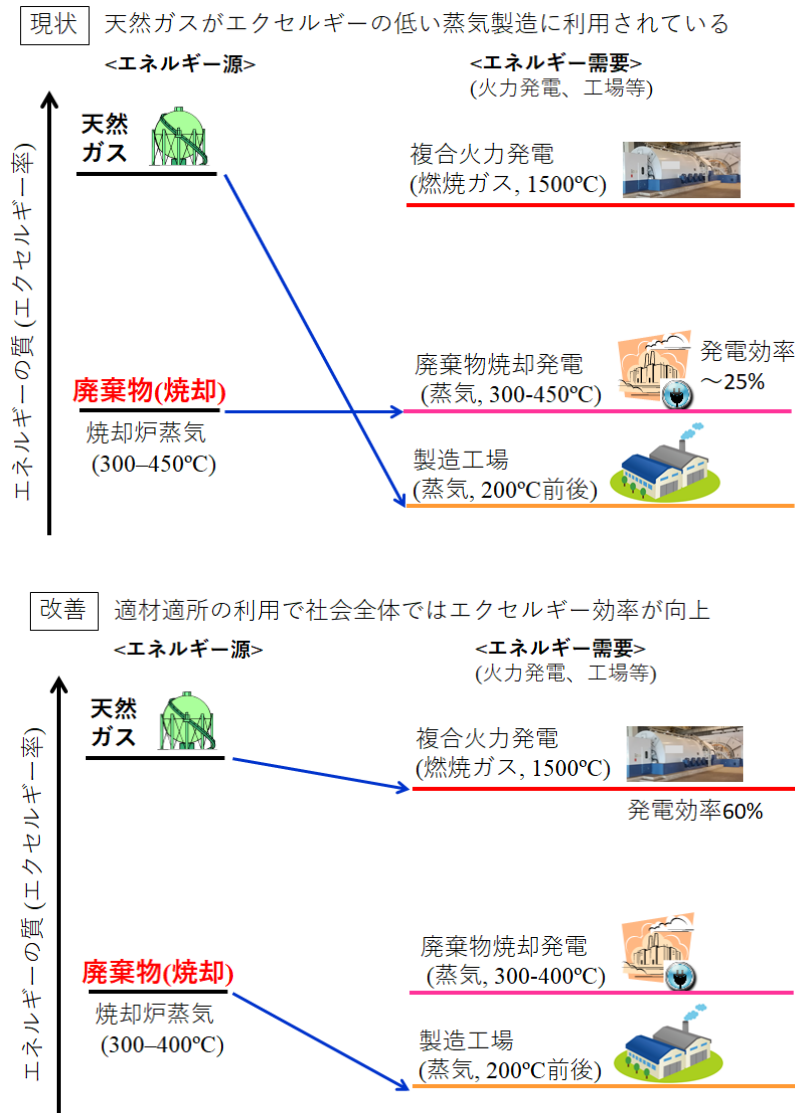 現状 天然ガスがエクセルギーの低い蒸気製造に利用されている
<エネルギー源>
<エネルギー需要>
(火力発電、工場等)
エネルギーの質 (エクセルギー率)
天然
ガス
複合火力発電
(燃焼ガス, 1500ºC)
廃棄物(焼却)
焼却炉蒸気
(300–450ºC)
廃棄物焼却発電
(蒸気, 300-450ºC)
発電効率
～25%
製造工場
(蒸気, 200ºC前後)
改善 適材適所の利用で社会全体ではエクセルギー効率が向上
<エネルギー源>
<エネルギー需要>
(火力発電、工場等)
エネルギーの質 (エクセルギー率)
天然
ガス
複合火力発電
(燃焼ガス, 1500ºC)
発電効率60%
廃棄物(焼却)
焼却炉蒸気
(300–400ºC)
廃棄物焼却発電
(蒸気, 300-400ºC)
製造工場
(蒸気, 200ºC前後)